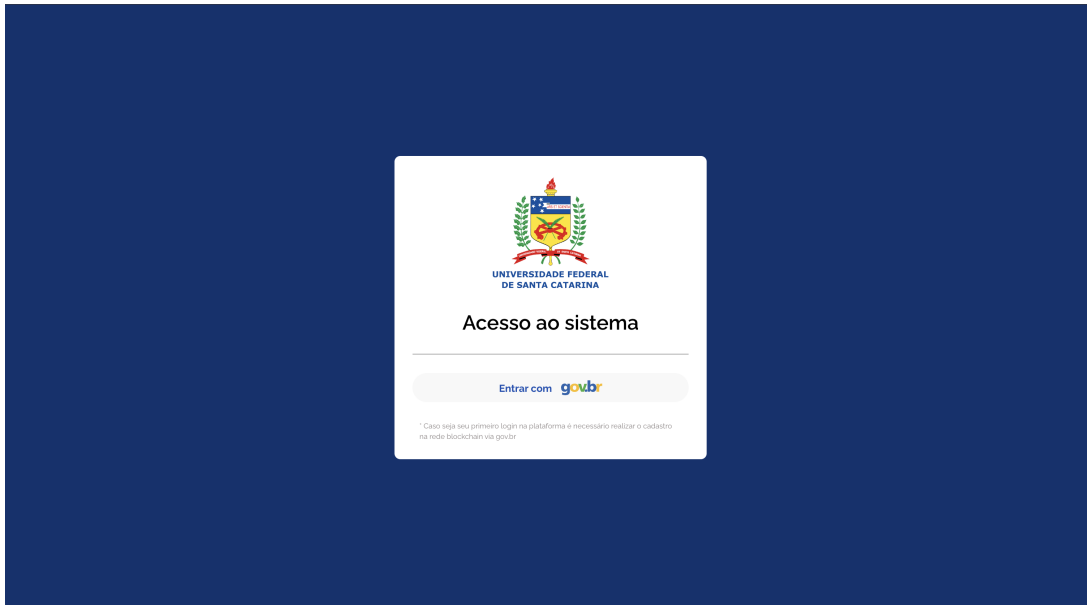 UNIVERSIDADE FEDERAL
DE SANTA CATARINA
Acesso ao sistema
Entrar com gov.br
* Caso seja seu primeiro login na plataforma é necessário realizar o cadastro
na rede blockchain via gov.br